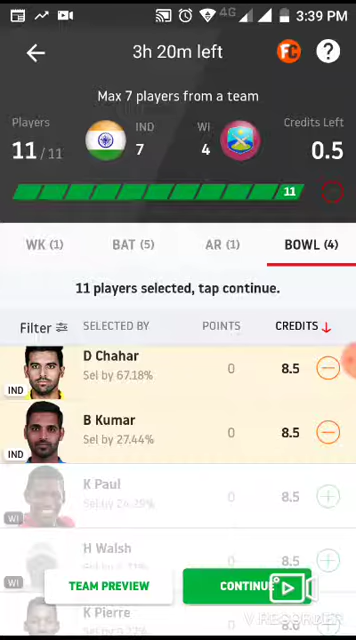 4G 3:39 PM
3h 20m left
FC ?
Max 7 players from a team
Players IND WI Credits Left
11/11 7 4 0.5
11
WK (1) BAT (5) AR (1) BOWL (4)
11 players selected, tap continue.
Filter SELECTED BY POINTS CREDITS ↓
D Chahar
Sel by 67.18% 0 8.5
IND
B Kumar
Sel by 27.44% 0 8.5
IND
K Paul
0 8.5
WI
H Walsh
0 8.5
WI
TEAM PREVIEW CONTINUE
K Pierre
V RECORDER